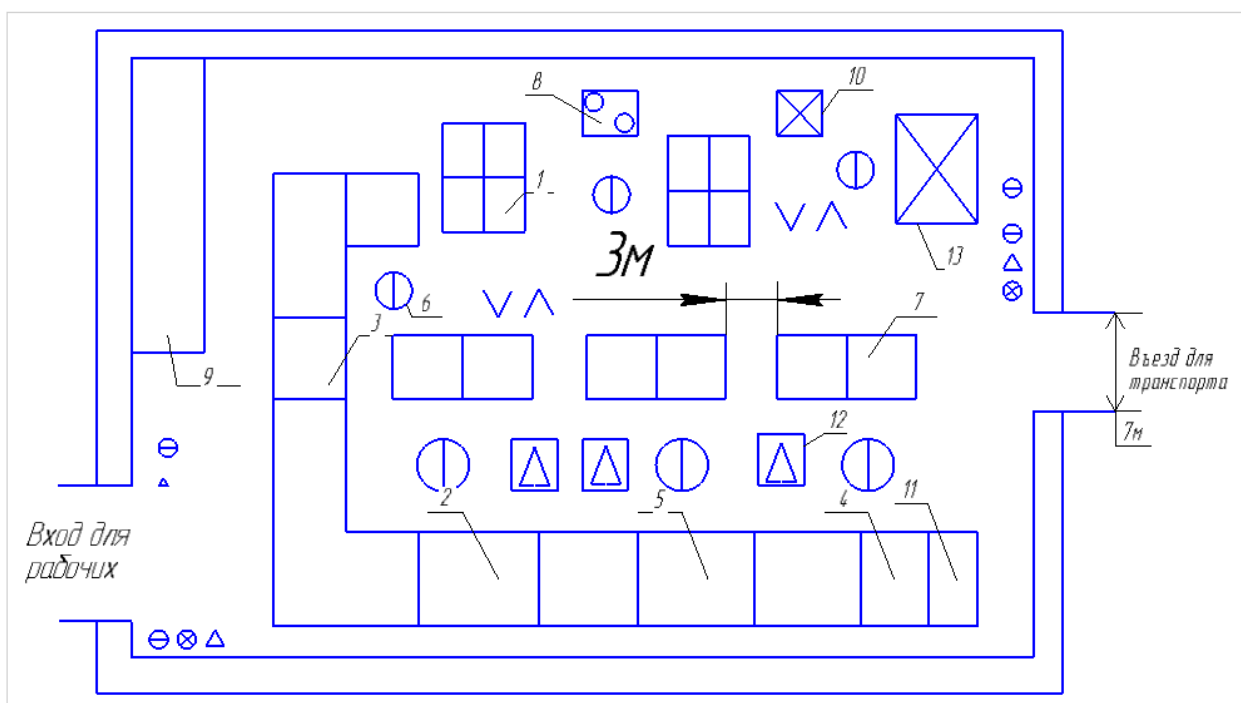 8
10
1
13
3м
6
3
7
9
Въезд для
транспорта
7м
12
2
5
4
11
Вход для
рабочих